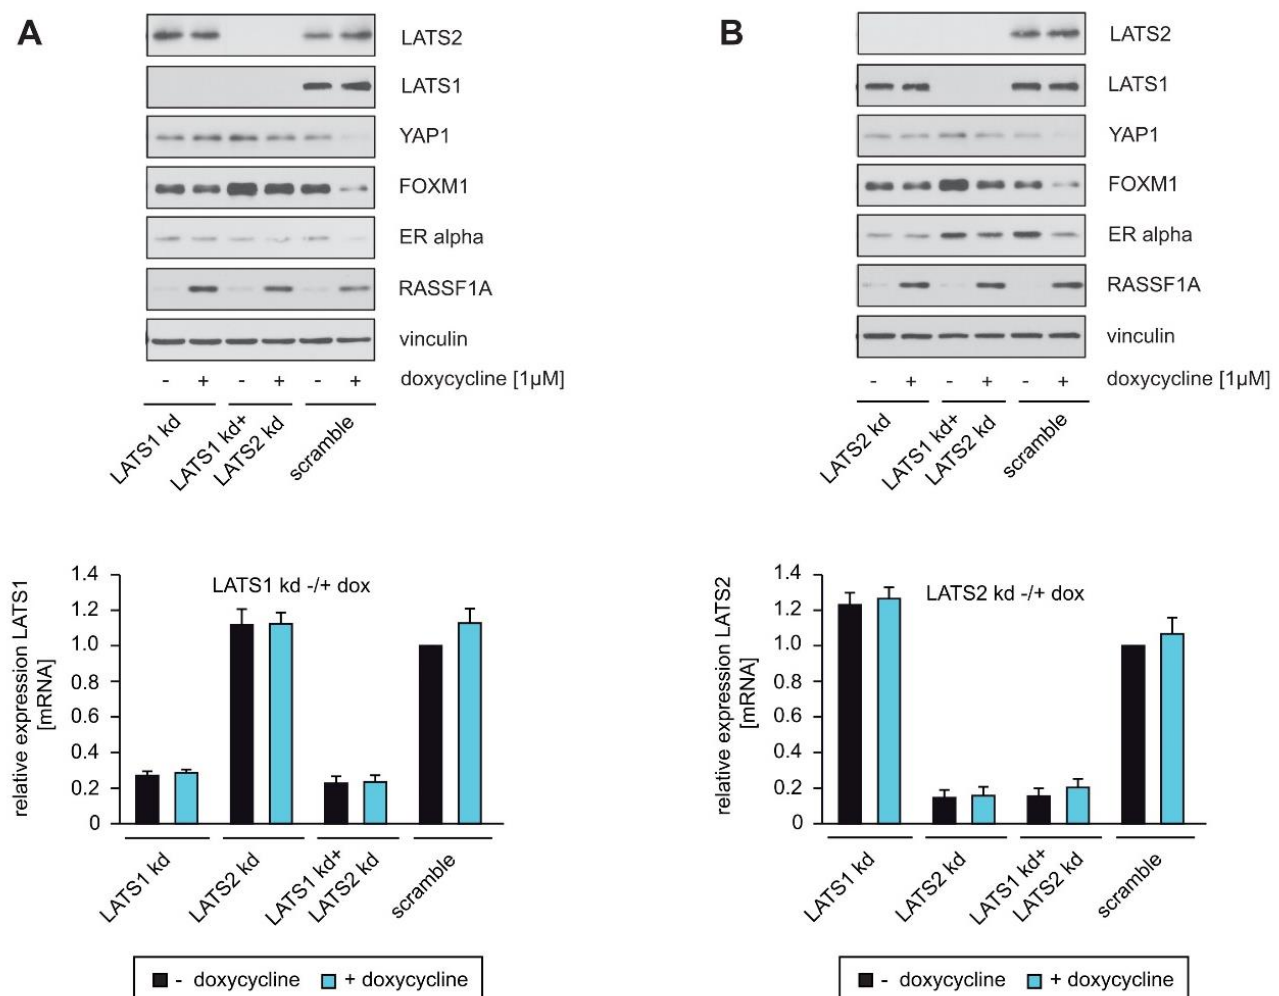 A
LATS2
LATS1
YAP1
FOXM1
ER alpha
RASSF1A
vinculin
- + - + - + doxycycline [1µM]
LATS1 kd
LATS1 kd+
LATS2 kd
scramble
B
LATS2
LATS1
YAP1
FOXM1
ER alpha
RASSF1A
vinculin
- + - + - + doxycycline [1µM]
LATS2 kd
LATS1 kd+
LATS2 kd
scramble
relative expression LATS1
[mRNA]
LATS1 kd -/+ dox
1.4
1.2
1.0
0.8
0.6
0.4
0.2
0
LATS1 kd
LATS2 kd
LATS1 kd+
LATS2 kd
scramble
- doxycycline + doxycycline
relative expression LATS2
[mRNA]
LATS2 kd -/+ dox
1.4
1.2
1.0
0.8
0.6
0.4
0.2
0
LATS1 kd
LATS2 kd
LATS1 kd+
LATS2 kd
scramble
- doxycycline + doxycycline